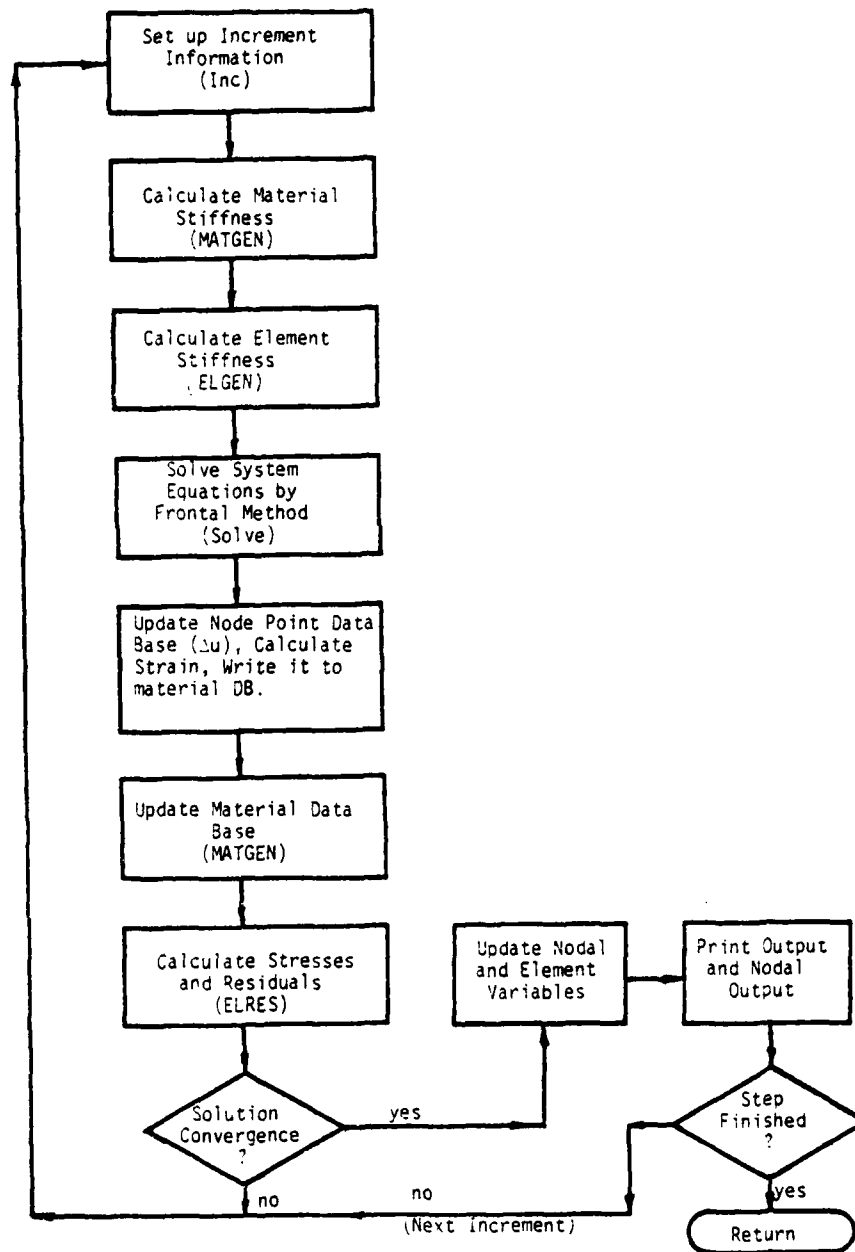 Set up Increment
Information
(Inc)
Calculate Material
Stiffness
(MATGEN)
Calculate Element
Stiffness
(ELGEN)
Solve System
Equations by
Frontal Method
(Solve)
Update Node Point Data
Base (Δu), Calculate
Strain, Write it to
material DB.
Update Material Data
Base
(MATGEN)
Calculate Stresses
and Residuals
(ELRES)
Update Nodal
and Element
Variables
Print Output
and Nodal
Output
Solution
Convergence
?
yes
Step
Finished
?
no
no
(Next Increment)
yes
Return